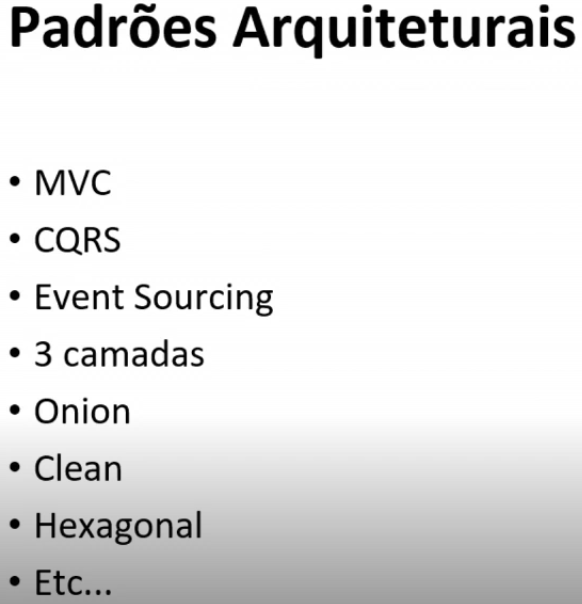 Padrões Arquiteturais
• MVC
• CQRS
• Event Sourcing
• 3 camadas
• Onion
• Clean
• Hexagonal
• Etc...